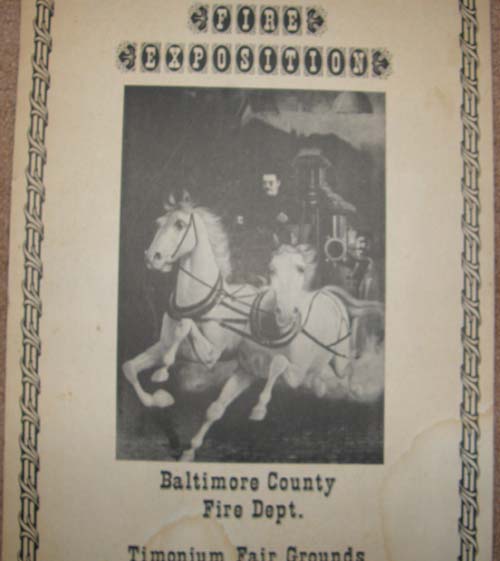 FIRE
EXPOSITION
Baltimore County
Fire Dept.
Timonium Fair Grounds